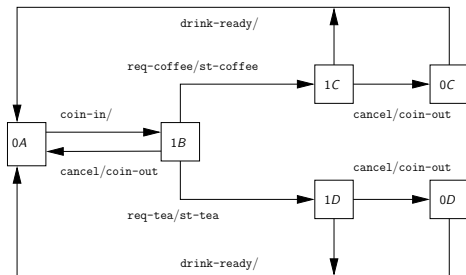 drink-ready/
req-coffee/st-coffee
1C
0C
coin-in/
cancel/coin-out
0A
1B
cancel/coin-out
cancel/coin-out
1D
0D
req-tea/st-tea
drink-ready/